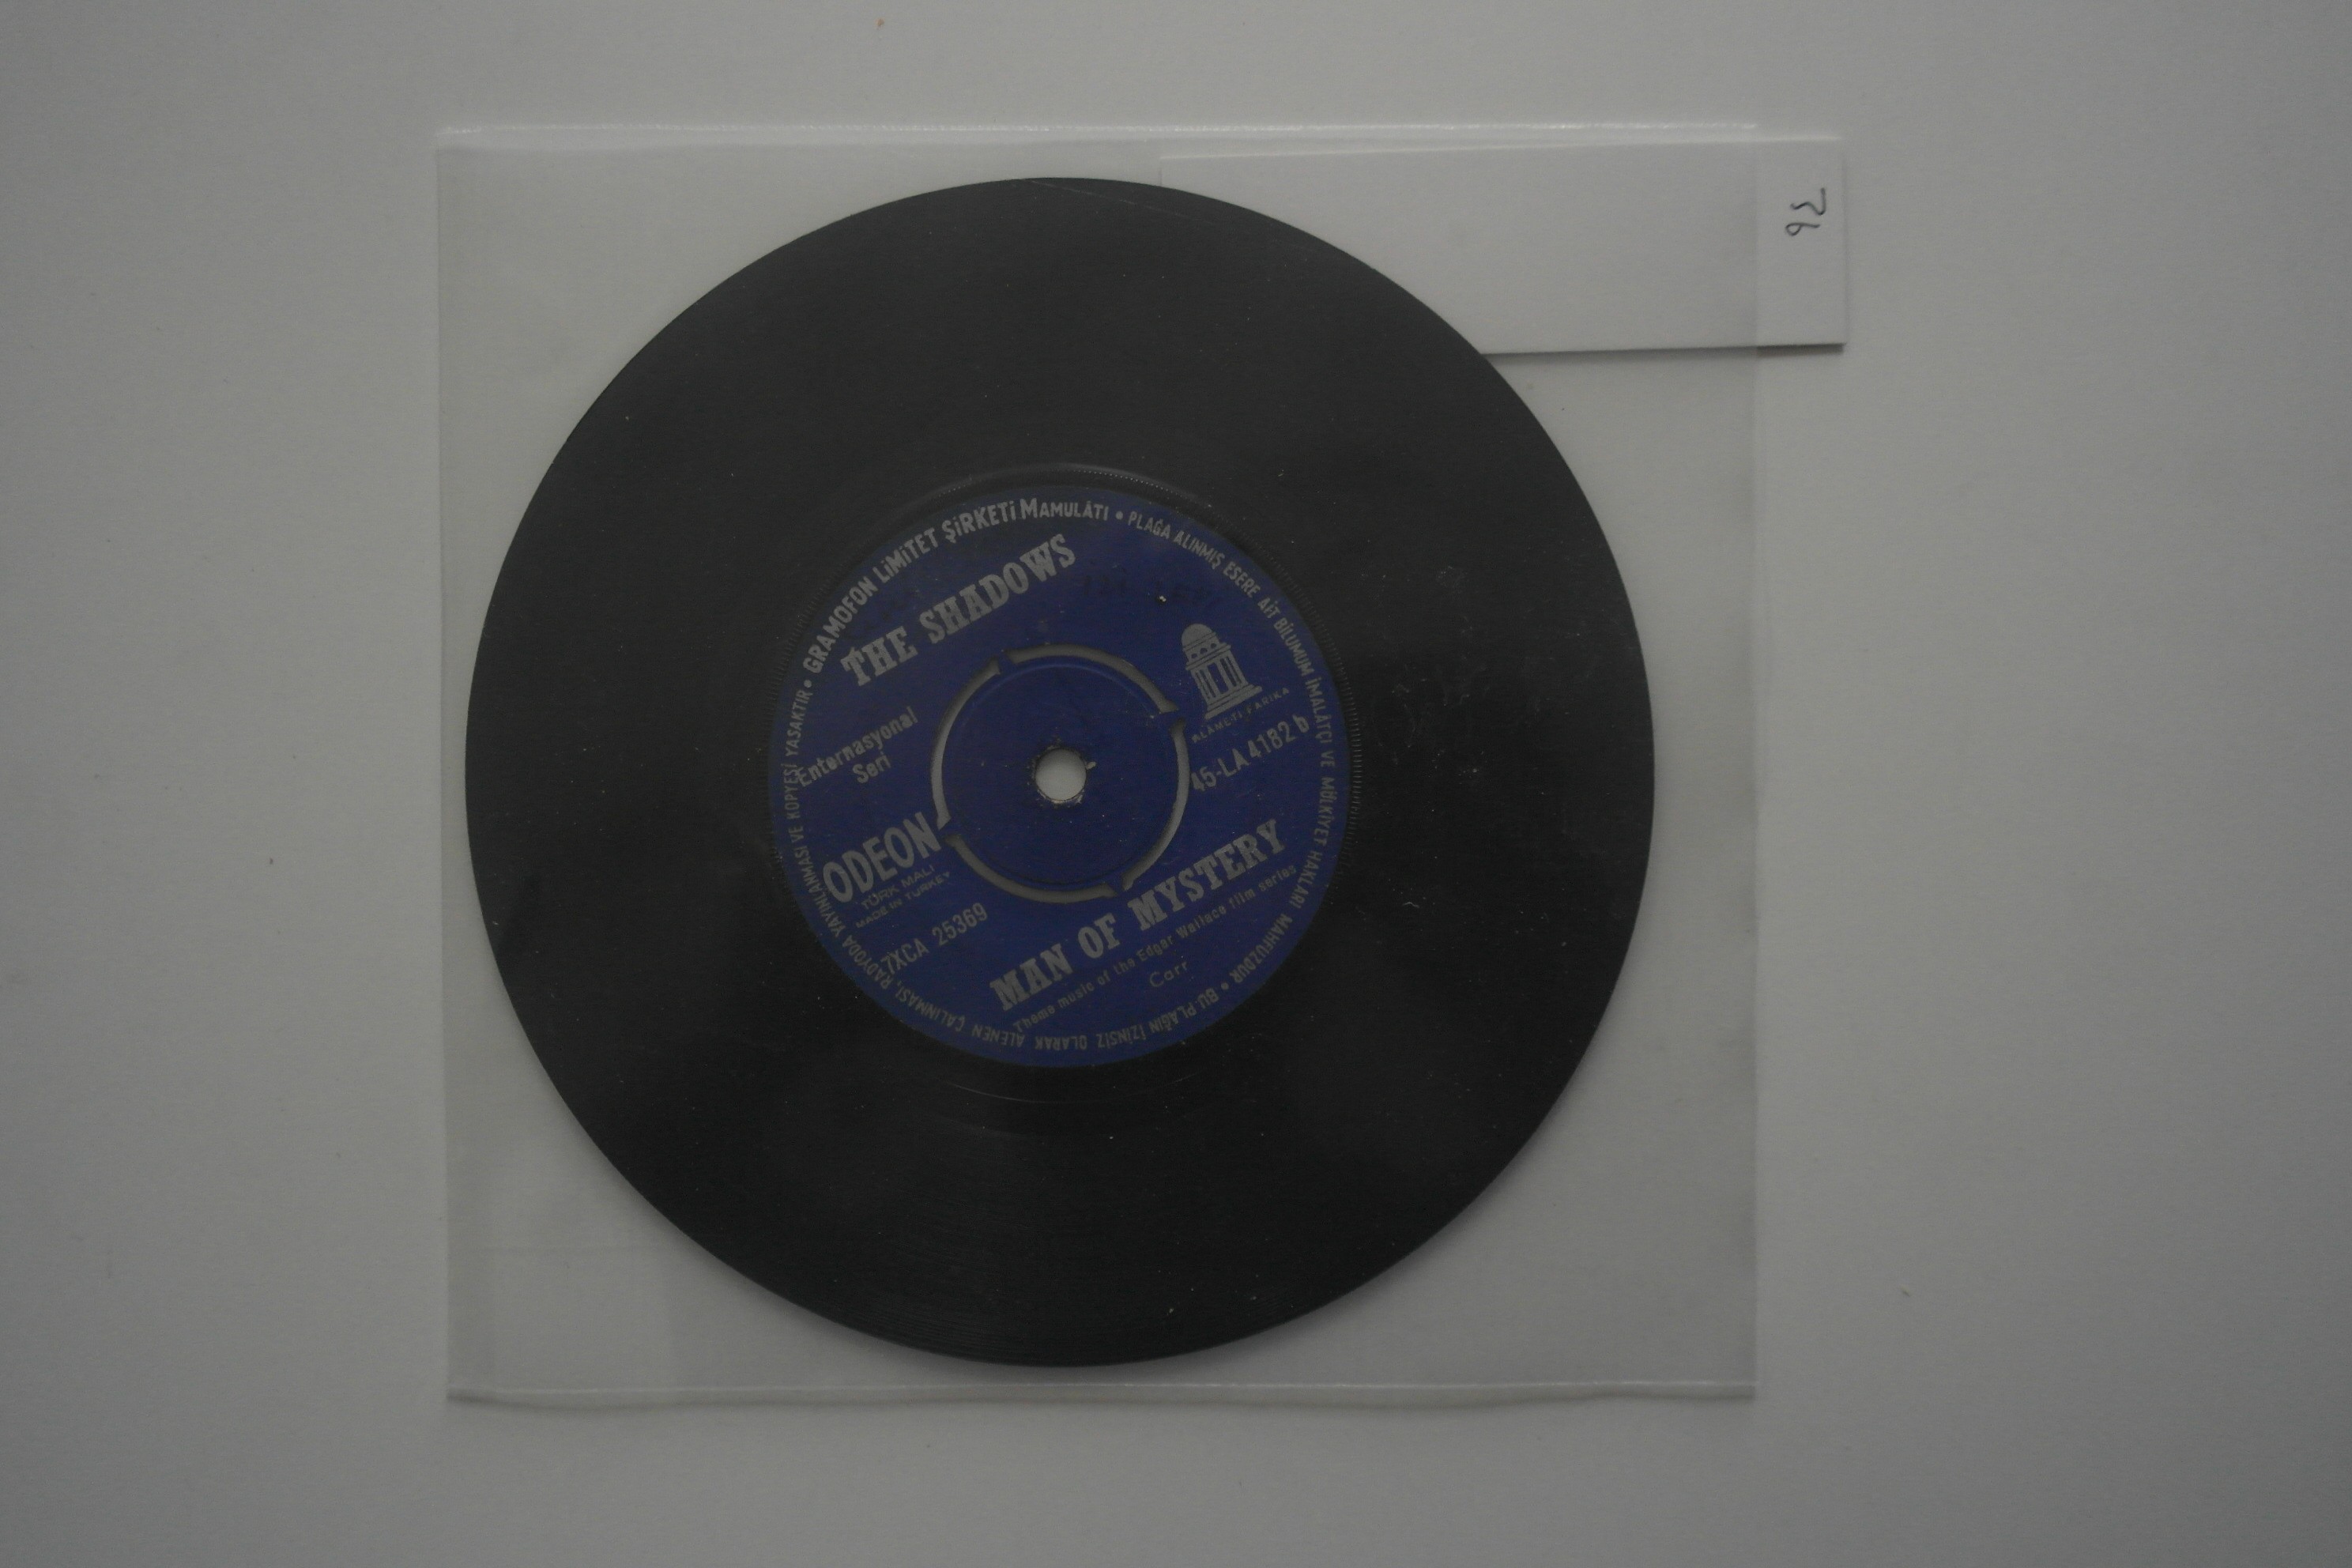 GRAMOFON LİMİTET ŞİRKETİ MAMULÂTI • PLAĞA ALINMIŞ ESERE AİT BİLUMUM İMALÂTÇI VE MÜLKİYET HAKLARI MAHFUZDUR • BU PLAĞIN İZİNSİZ OLARAK ALENEN ÇALINMASI, RADYODA YAYINLANMASI VE KOPYESİ YASAKTIR •
THE SHADOWS
Enternasyonal
Seri
ALÂMETİ FARİKA
45-LA 4182 b
ODEON
TÜRK MALI
MADE IN TURKEY
7XCA 25369
MAN OF MYSTERY
Theme music of the Edgar Wallace film series
Carr